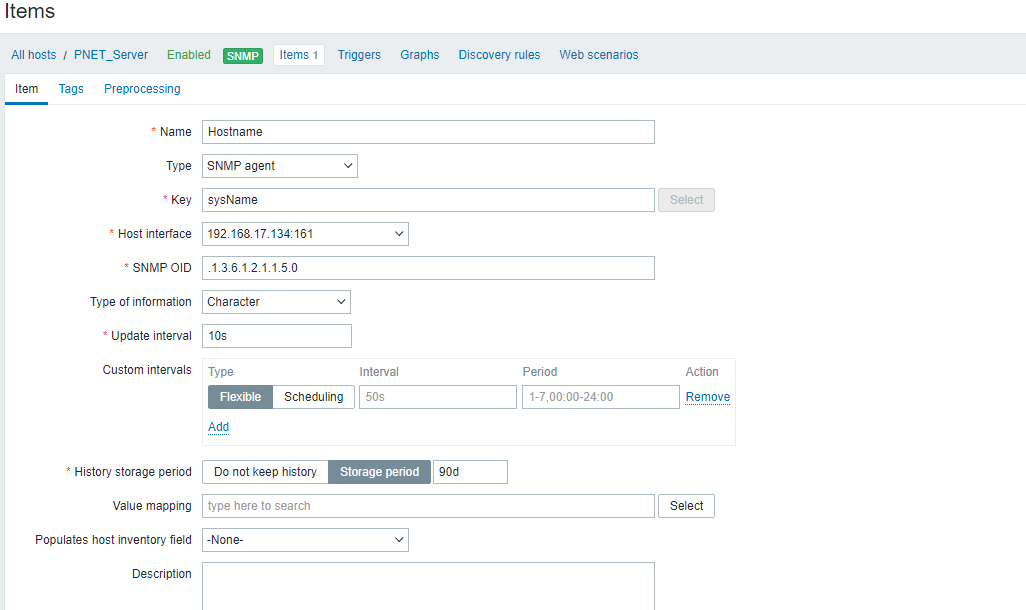 Items
All hosts / PNET_Server Enabled SNMP Items 1 Triggers Graphs Discovery rules Web scenarios
Item Tags Preprocessing
* Name Hostname
Type SNMP agent
* Key sysName Select
* Host interface 192.168.17.134:161
* SNMP OID .1.3.6.1.2.1.1.5.0
Type of information Character
* Update interval 10s
Custom intervals Type Interval Period Action
Flexible Scheduling 50s 1-7,00:00-24:00 Remove
Add
* History storage period Do not keep history Storage period 90d
Value mapping type here to search Select
Populates host inventory field -None-
Description